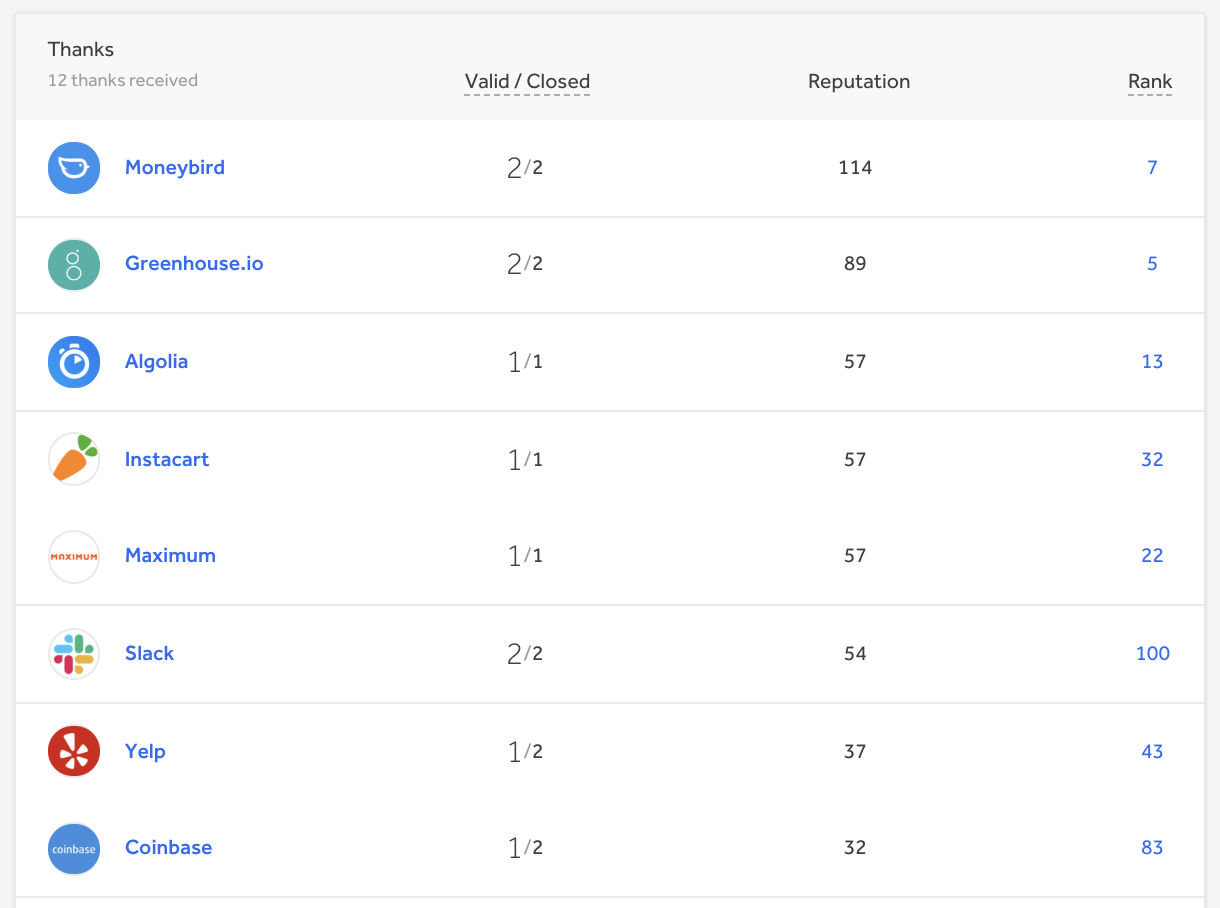 Thanks
12 thanks received
Valid / Closed Reputation Rank
Moneybird 2/2 114 7
Greenhouse.io 2/2 89 5
Algolia 1/1 57 13
Instacart 1/1 57 32
MAXIMUM Maximum 1/1 57 22
Slack 2/2 54 100
Yelp 1/2 37 43
coinbase Coinbase 1/2 32 83